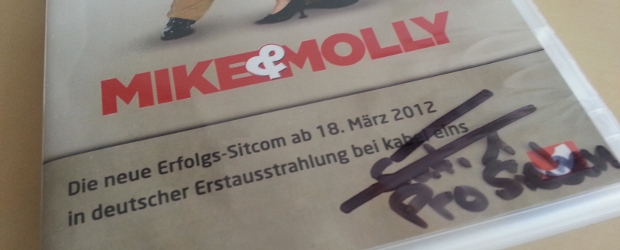 MIKE & MOLLY
Die neue Erfolgs-Sitcom ab 18. März 2012
in deutscher Erstausstrahlung bei kabel eins
Pro Sieben